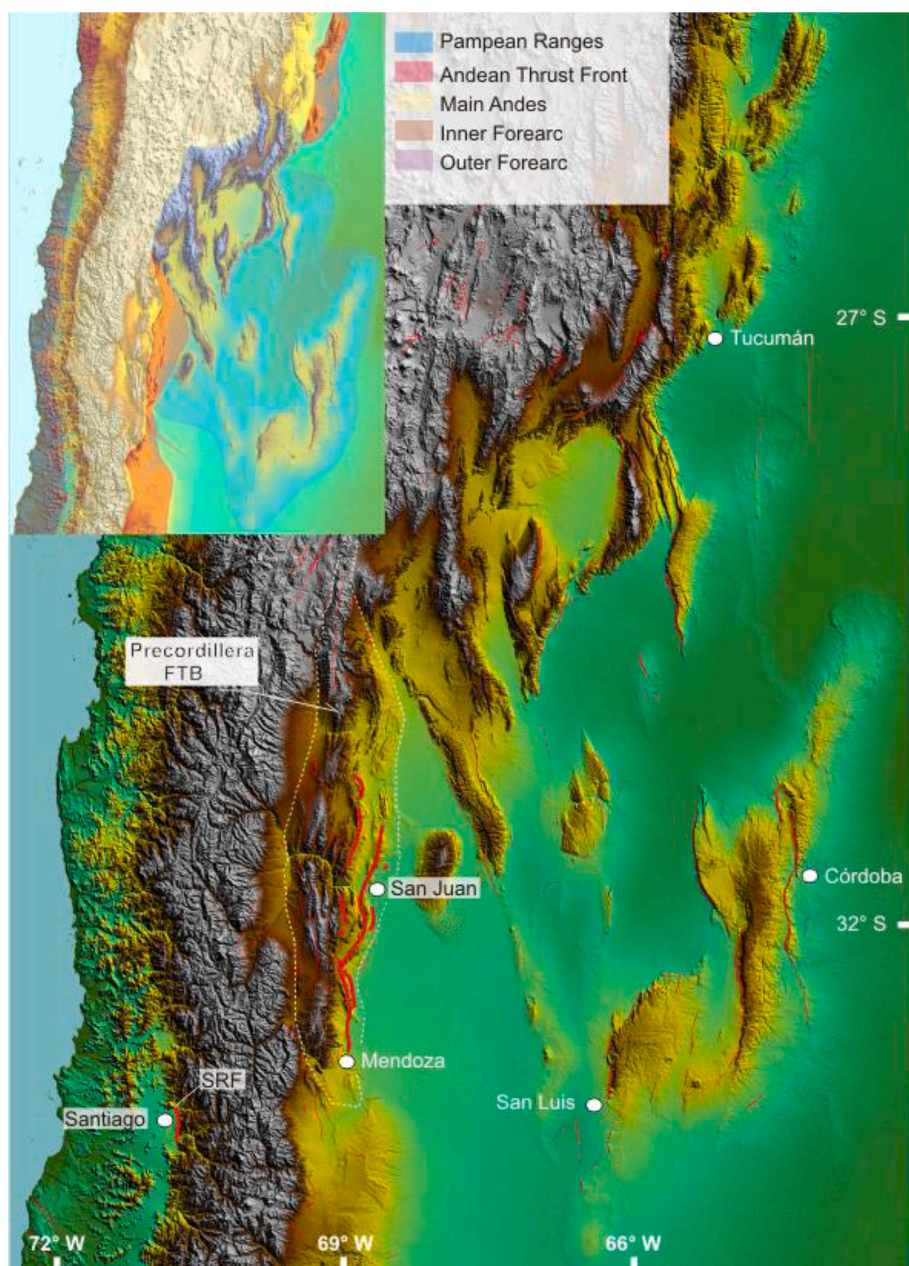 Pampean Ranges
Andean Thrust Front
Main Andes
Inner Forearc
Outer Forearc
27° S
Tucumán
Precordillera
FTB
San Juan
Córdoba
32° S
Mendoza
SRF
Santiago
San Luis
72° W
69° W
66° W